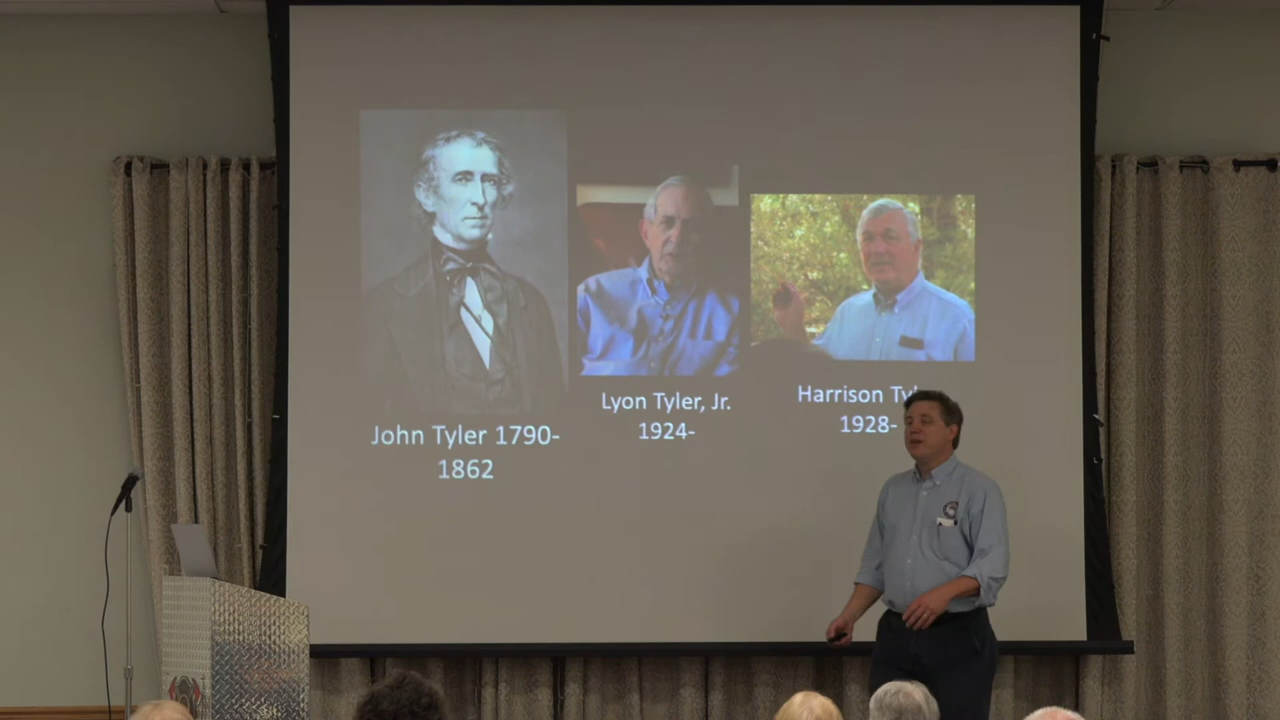 John Tyler 1790-
1862
Lyon Tyler, Jr.
1924-
Harrison
1928-